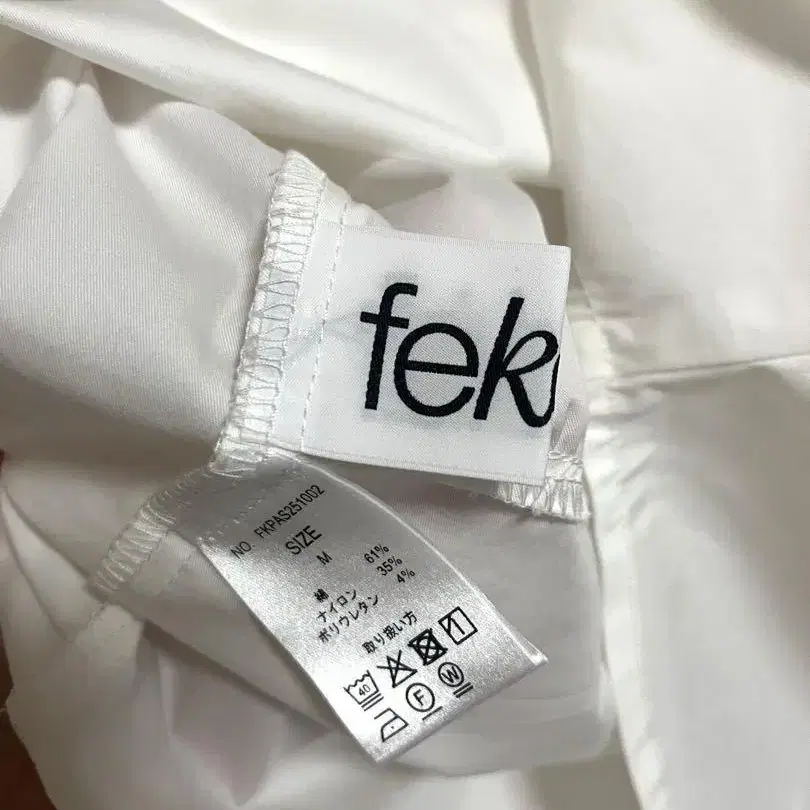 fek
NO. FKPAS251002
SIZE
M
綿 61%
ナイロン 35%
ポリウレタン 4%
取り扱い方
40
F W